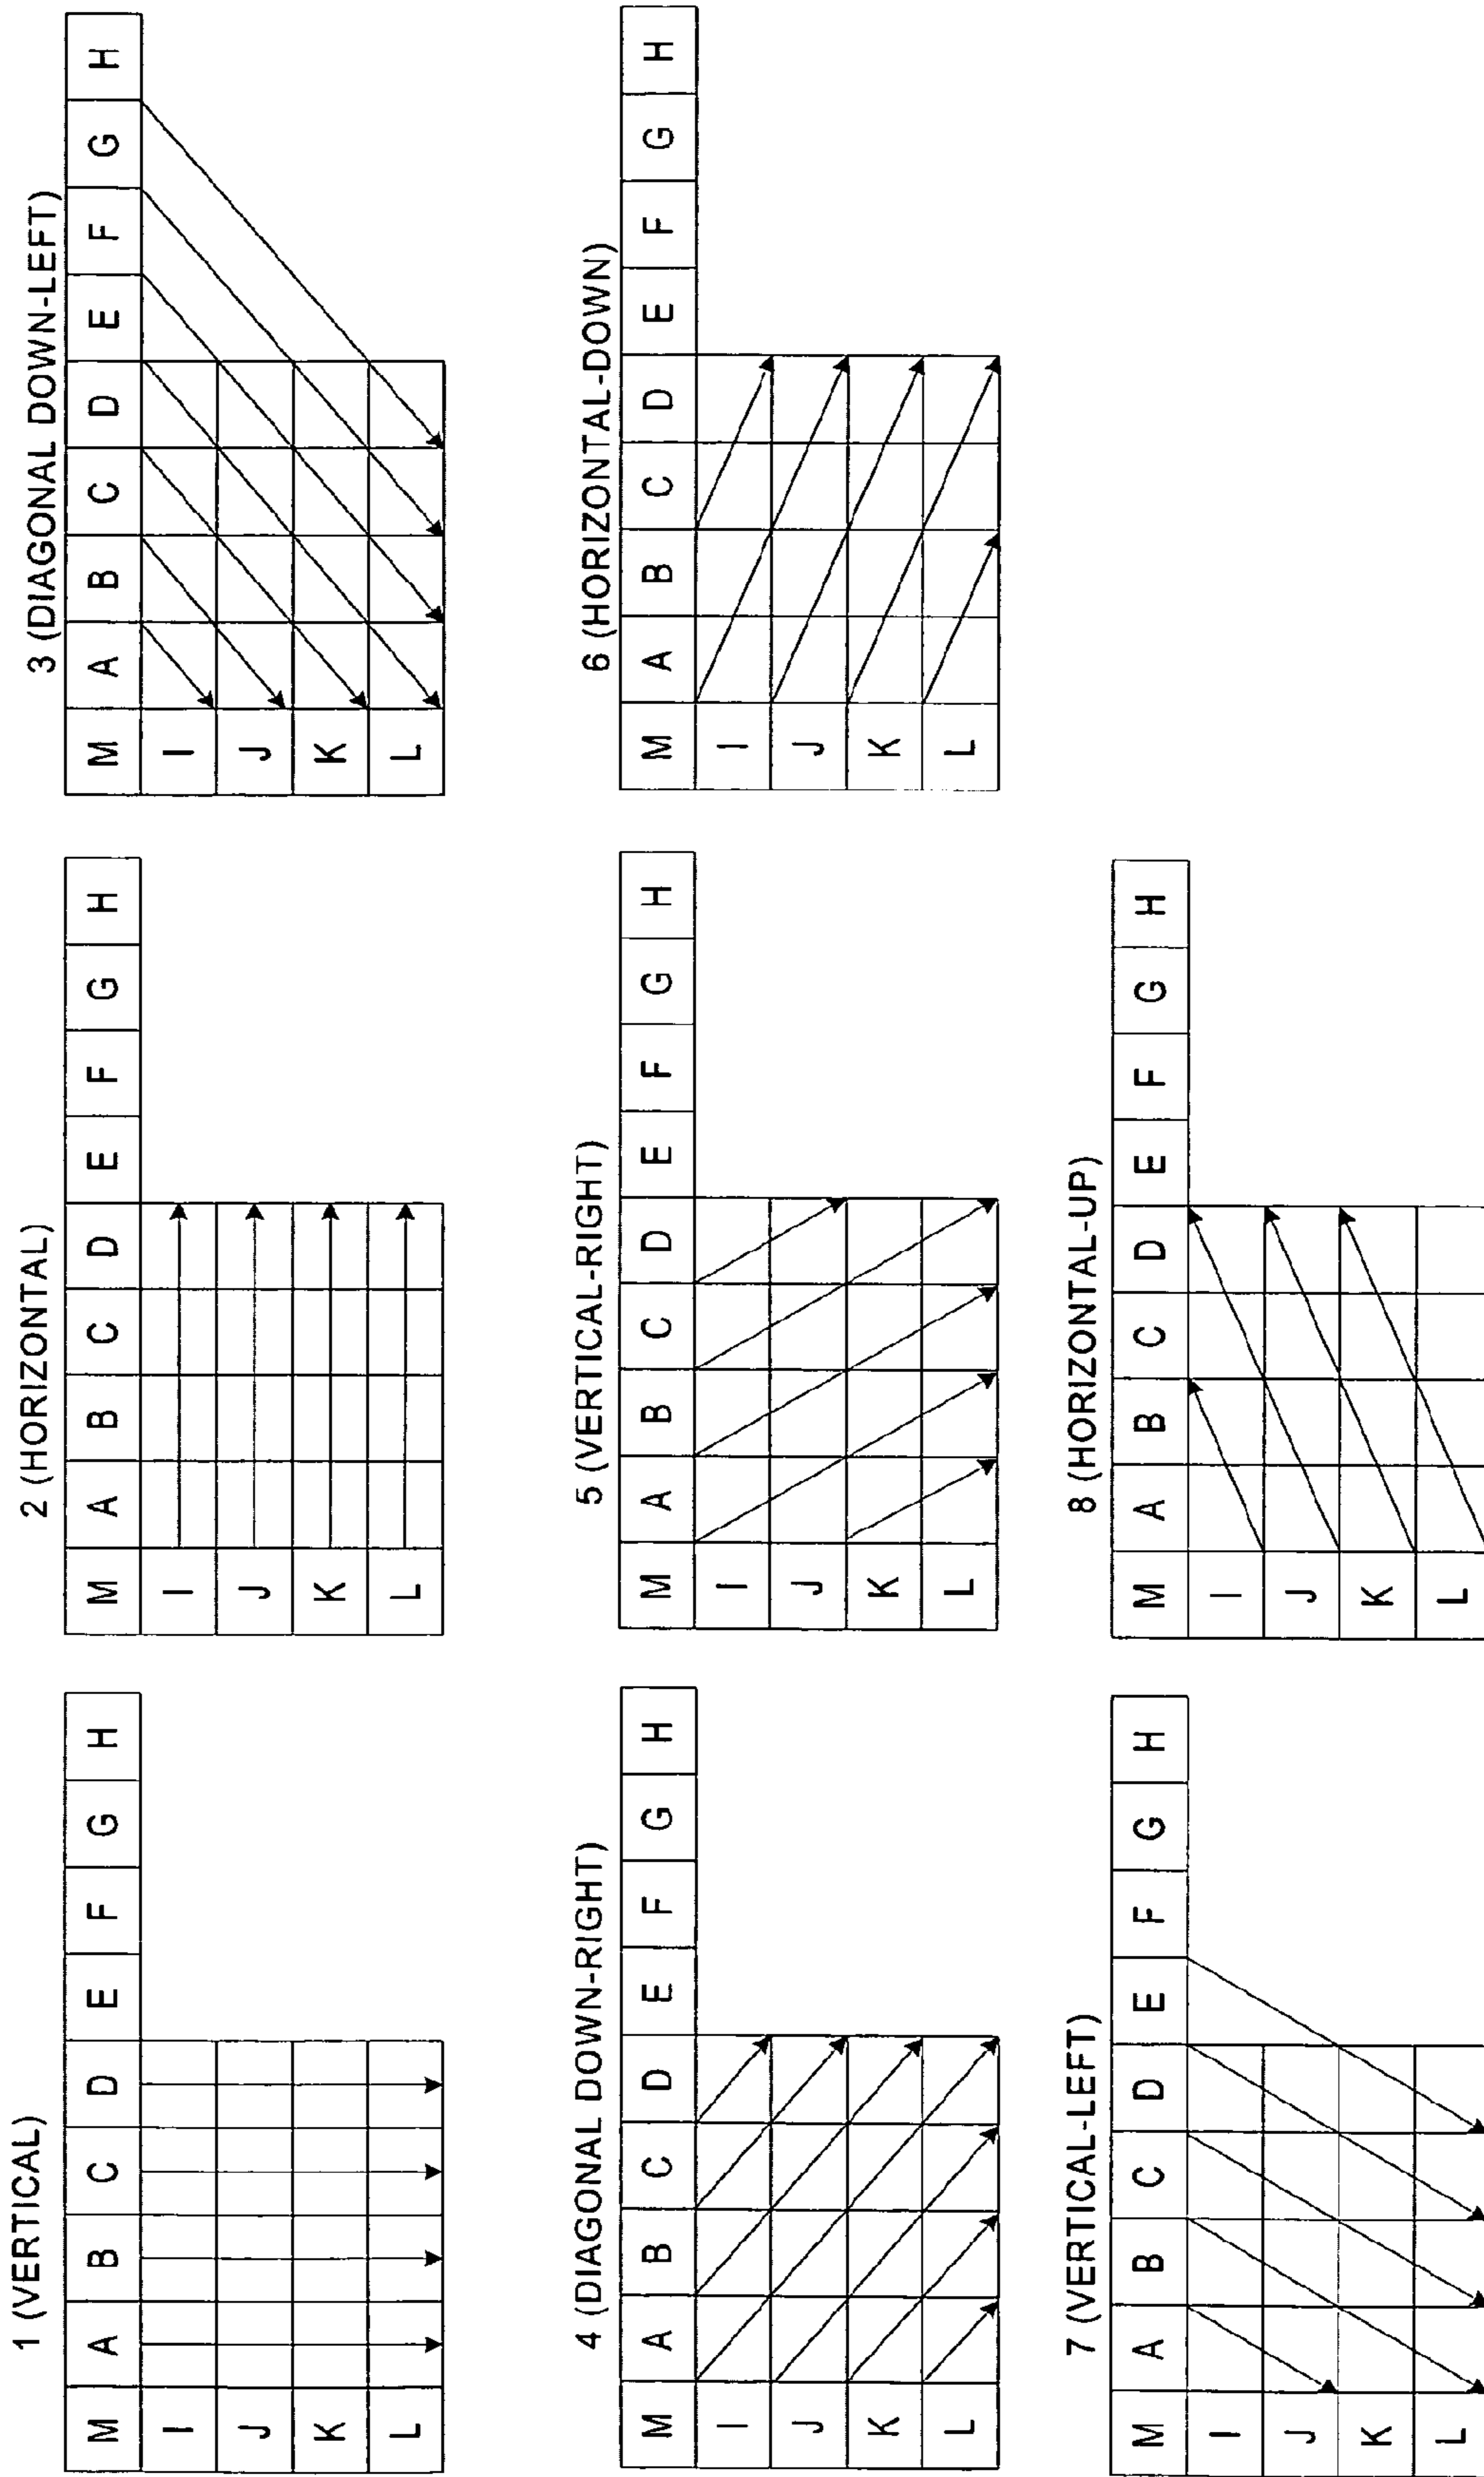 1 (VERTICAL)
M A B C D E F G H
I
J
K
L
2 (HORIZONTAL)
M A B C D E F G H
I
J
K
L
3 (DIAGONAL DOWN-LEFT)
M A B C D E F G H
I
J
K
L
4 (DIAGONAL DOWN-RIGHT)
M A B C D E F G H
I
J
K
L
5 (VERTICAL-RIGHT)
M A B C D E F G H
I
J
K
L
6 (HORIZONTAL-DOWN)
M A B C D E F G H
I
J
K
L
7 (VERTICAL-LEFT)
M A B C D E F G H
I
J
K
L
8 (HORIZONTAL-UP)
M A B C D E F G H
I
J
K
L